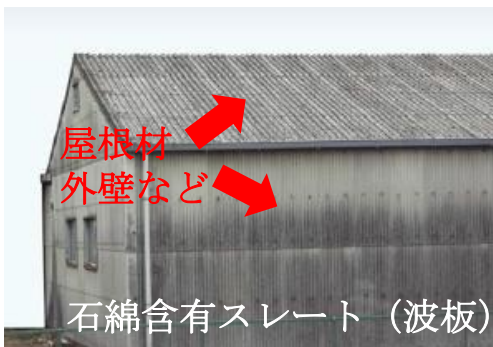 屋根材
外壁など
石綿含有スレート（波板）